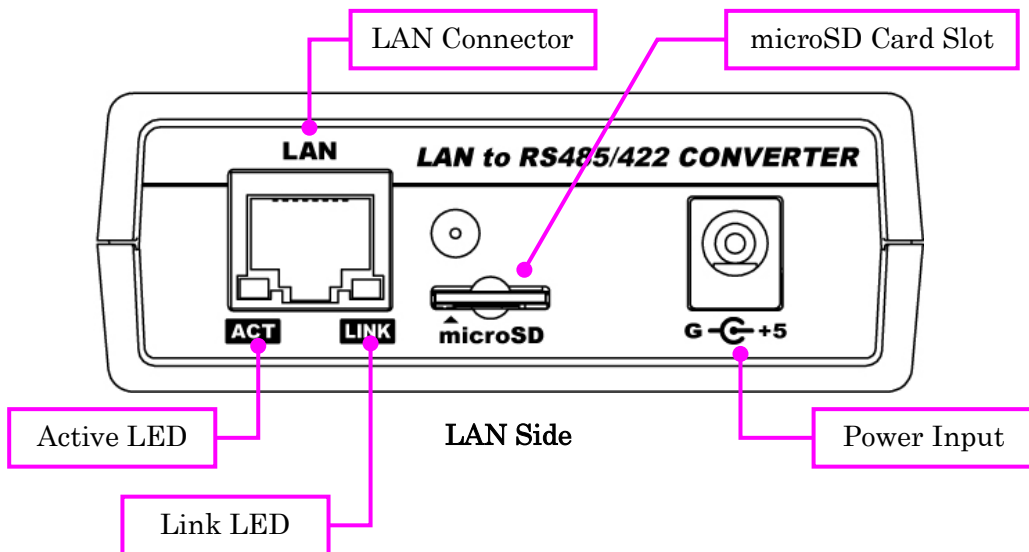 LAN Connector
microSD Card Slot
LAN
LAN to RS485/422 CONVERTER
ACT
LINK
microSD
G +5
Active LED
LAN Side
Power Input
Link LED